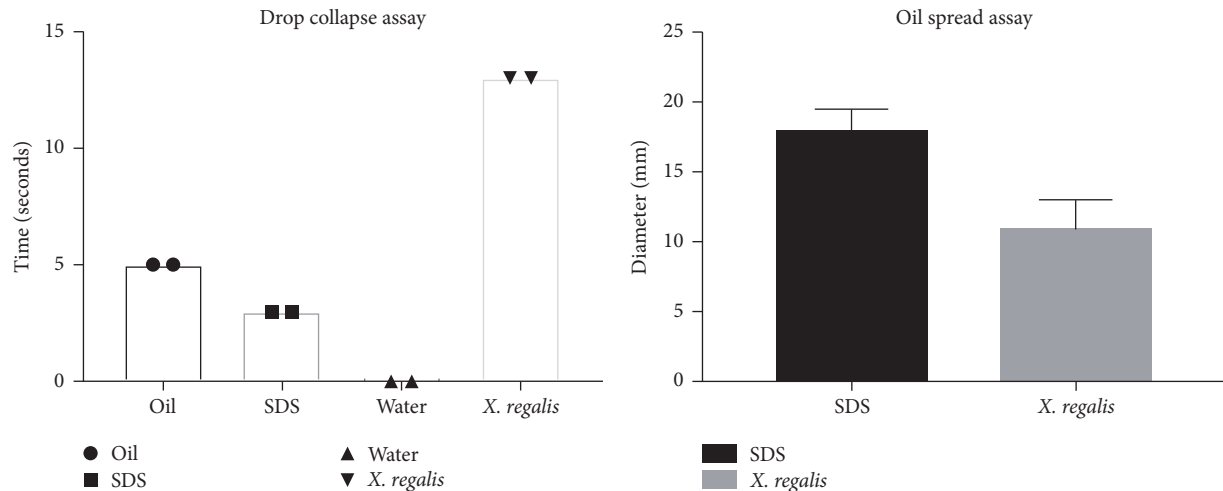 Drop collapse assay
15
10
5
0
Time (seconds)
Oil
SDS
Water
X. regalis
Oil
SDS
Water
X. regalis
Oil spread assay
25
20
15
10
5
0
Diameter (mm)
SDS
X. regalis
SDS
X. regalis